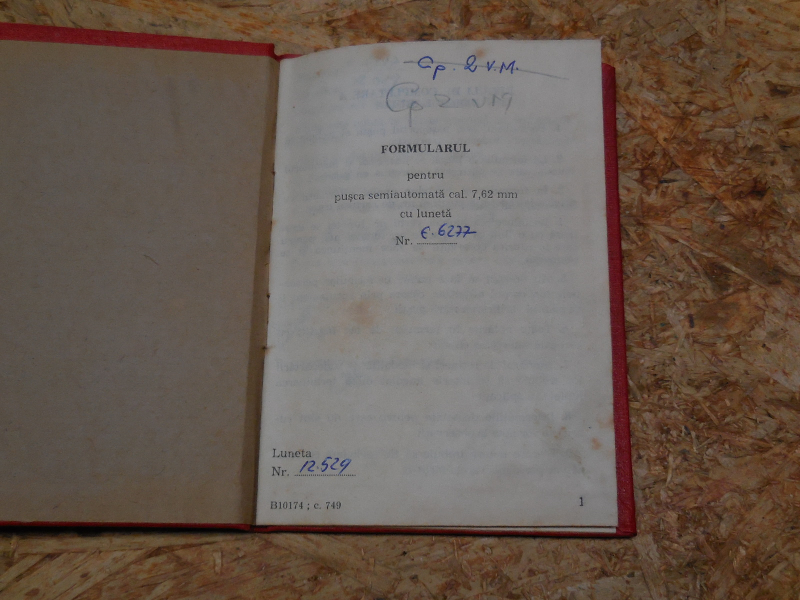 Cp. 2 V.M.
Cp 2 VM
FORMULARUL
pentru
pușca semiautomată cal. 7,62 mm
cu lunetă
Nr. E.6277
Luneta
Nr. 12.529
B10174 ; c. 749
1